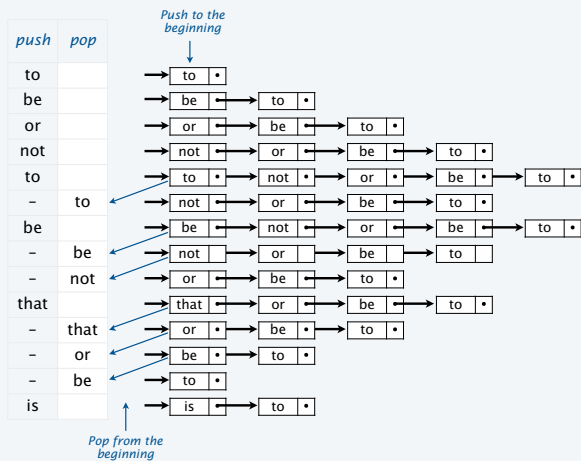 Push to the
beginning
push pop
to to
be be to
or or be to
not not or be to
to to not or be to
– to not or be to
be be not or be to
– be not or be to
– not or be to
that that or be to
– that or be to
– or be to
– be to
is is to
Pop from the
beginning